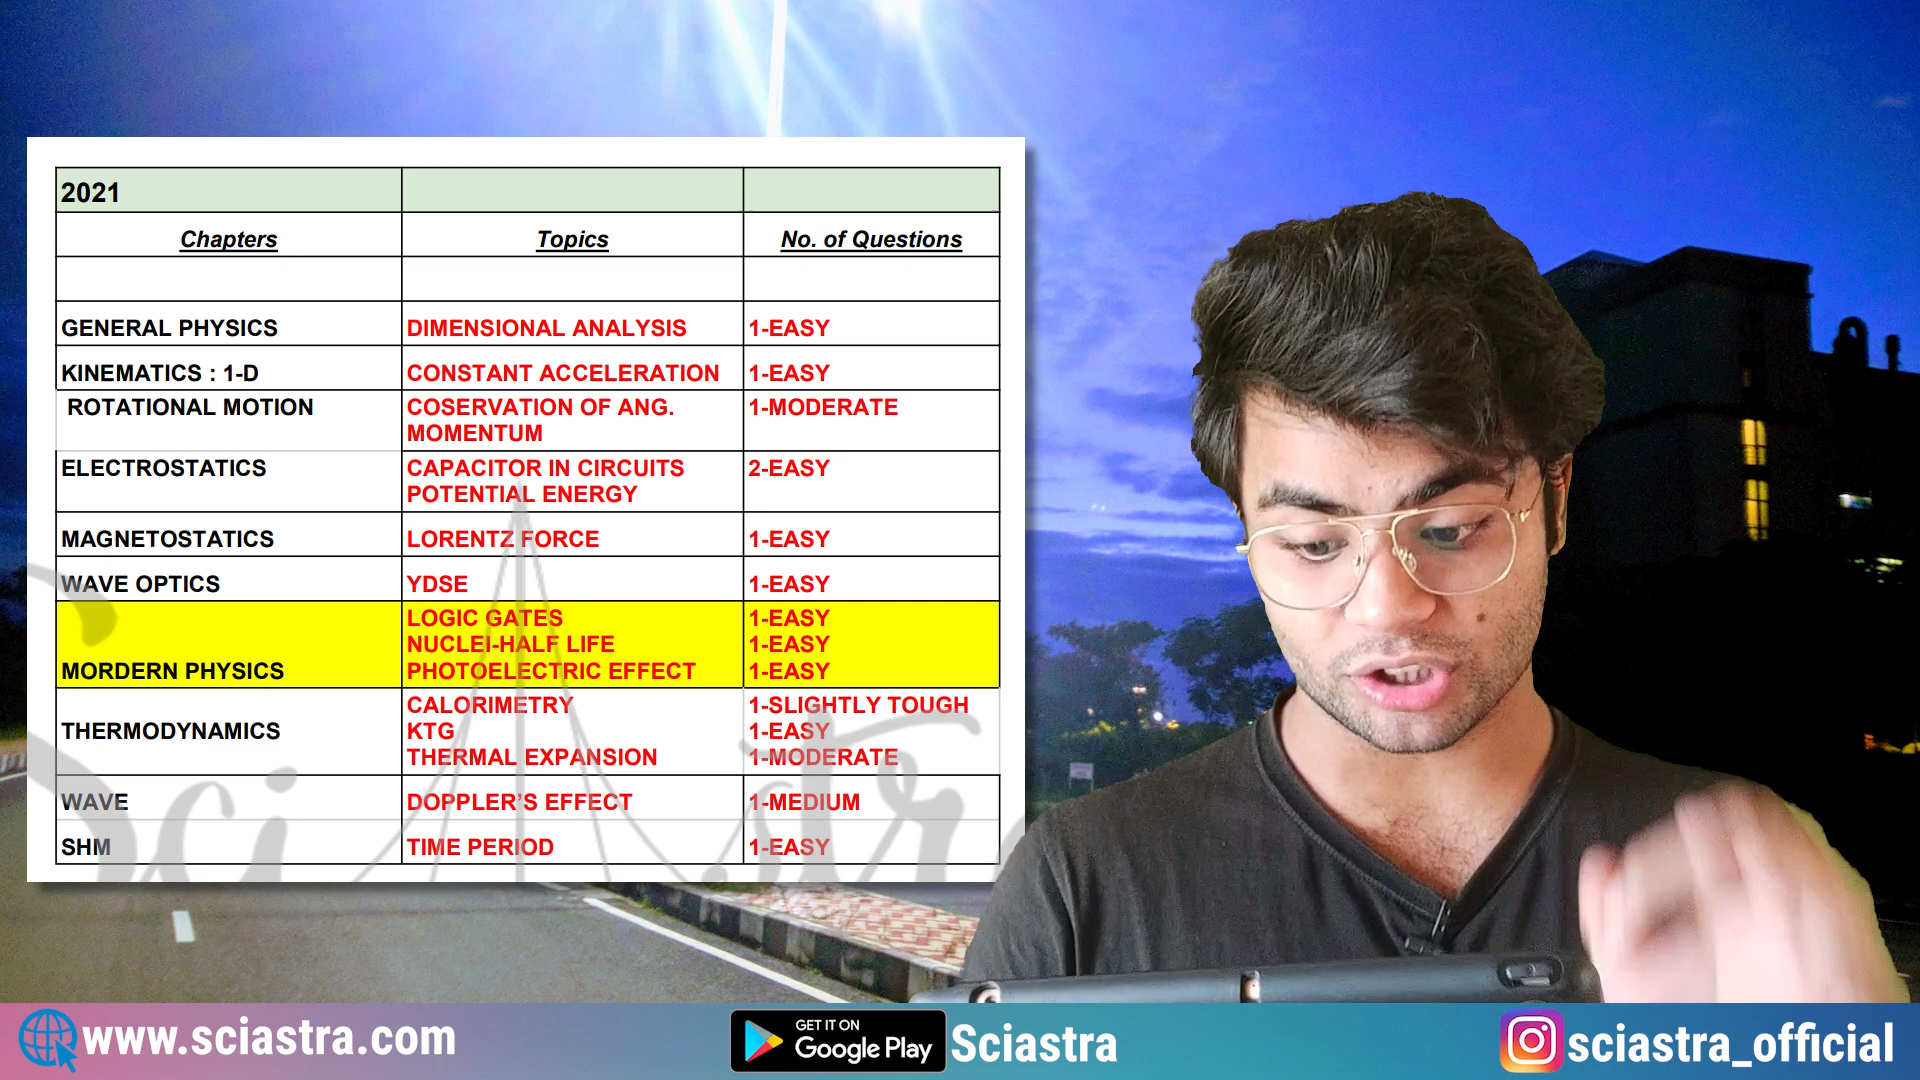 2021
Chapters Topics No. of Questions
GENERAL PHYSICS DIMENSIONAL ANALYSIS 1-EASY
KINEMATICS : 1-D CONSTANT ACCELERATION 1-EASY
ROTATIONAL MOTION COSERVATION OF ANG. 1-MODERATE
MOMENTUM
ELECTROSTATICS CAPACITOR IN CIRCUITS 2-EASY
POTENTIAL ENERGY
MAGNETOSTATICS LORENTZ FORCE 1-EASY
WAVE OPTICS YDSE 1-EASY
LOGIC GATES 1-EASY
NUCLEI-HALF LIFE 1-EASY
MORDERN PHYSICS PHOTOELECTRIC EFFECT 1-EASY
CALORIMETRY 1-SLIGHTLY TOUGH
THERMODYNAMICS KTG 1-EASY
THERMAL EXPANSION 1-MODERATE
WAVE DOPPLER'S EFFECT 1-MEDIUM
SHM TIME PERIOD 1-EASY
www.sciastra.com
GET IT ON
Google Play
Sciastra
sciastra_official